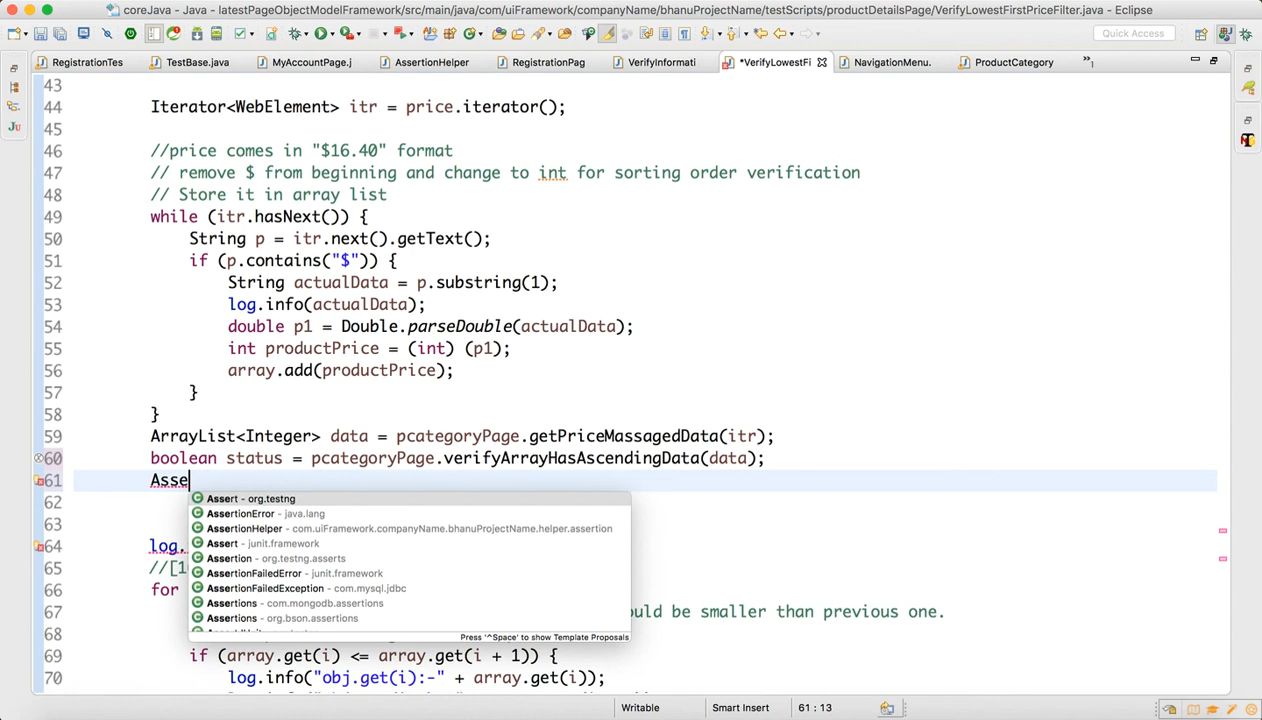 coreJava - Java - latestPageObjectModelFramework/src/main/java/com/uiFramework/companyName/bhanuProjectName/testScripts/productDetailsPage/VerifyLowestFirstPriceFilter.java - Eclipse
Quick Access
RegistrationTes TestBase.java MyAccountPage.j AssertionHelper RegistrationPag VerifyInformati *VerifyLowestFi NavigationMenu. ProductCategory »1
43
44 Iterator<WebElement> itr = price.iterator();
45
46 //price comes in "$16.40" format
47 // remove $ from beginning and change to int for sorting order verification
48 // Store it in array list
49 while (itr.hasNext()) {
50 String p = itr.next().getText();
51 if (p.contains("$")) {
52 String actualData = p.substring(1);
53 log.info(actualData);
54 double p1 = Double.parseDouble(actualData);
55 int productPrice = (int) (p1);
56 array.add(productPrice);
57 }
58 }
59 ArrayList<Integer> data = pcategoryPage.getPriceMassagedData(itr);
60 boolean status = pcategoryPage.verifyArrayHasAscendingData(data);
61 Asse
Assert - org.testng
AssertionError - java.lang
AssertionHelper - com.uiFramework.companyName.bhanuProjectName.helper.assertion
Assert - junit.framework
Assertion - org.testng.asserts
AssertionFailedError - junit.framework
AssertionFailedException - com.mysql.jdbc
Assertions - com.mongodb.assertions
Assertions - org.bson.assertions
Press '^Space' to show Template Proposals
62
63
64 log.
65 //[1
66 for
67 uld be smaller than previous one.
68
69 if (array.get(i) <= array.get(i + 1)) {
70 log.info("obj.get(i):-" + array.get(i));
Writable Smart Insert 61 : 13